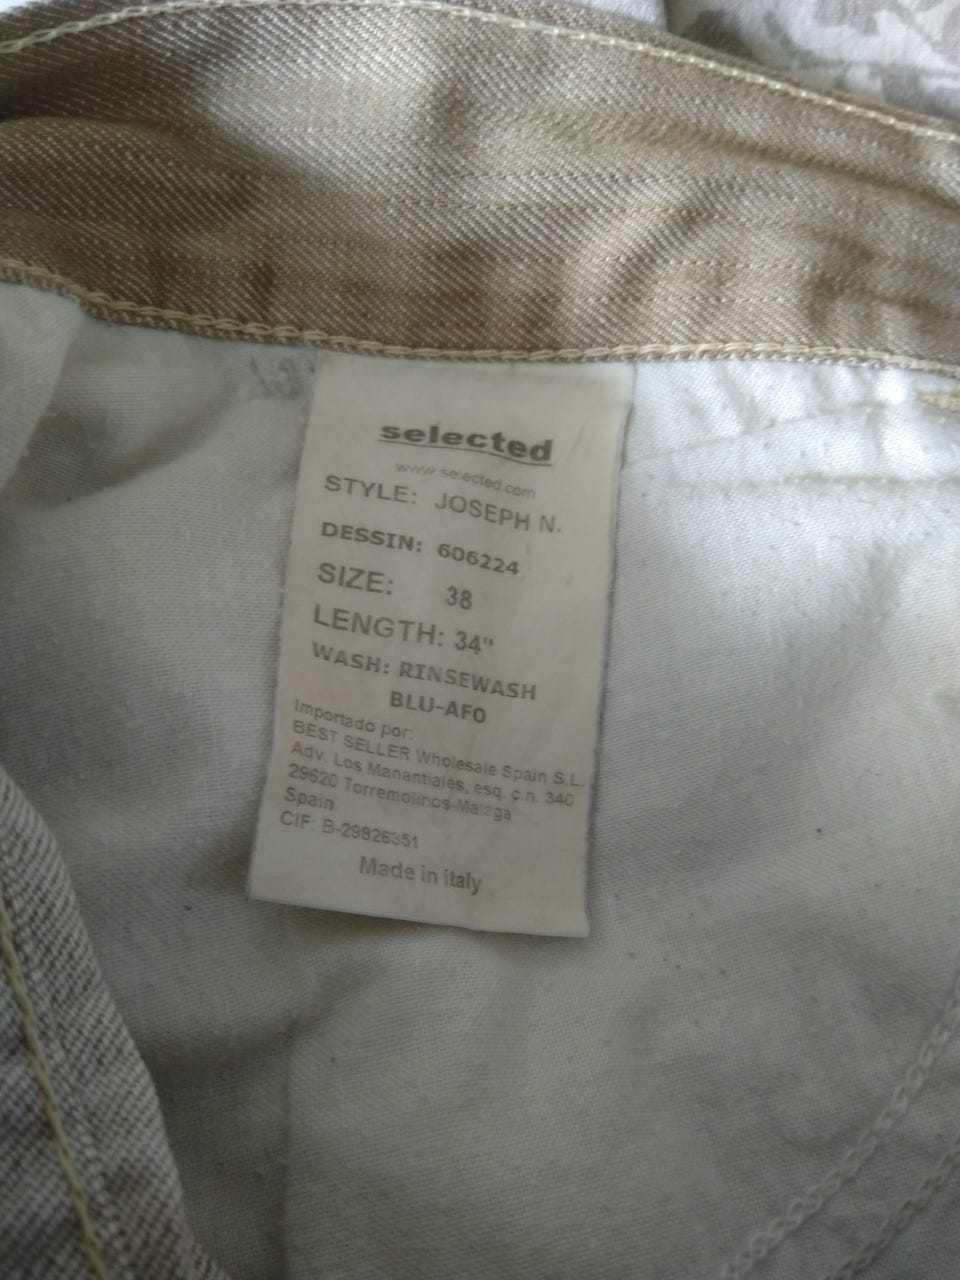 selected
www.selected.com
STYLE: JOSEPH N.
DESSIN: 606224
SIZE: 38
LENGTH: 34"
WASH: RINSEWASH
BLU-AF0
Importado por:
BEST SELLER Wholesale Spain S.L.
Adv. Los Manantiales, esq. c.n. 340
29620 Torremolinos-Malaga
Spain
CIF: B-29826351
Made in italy